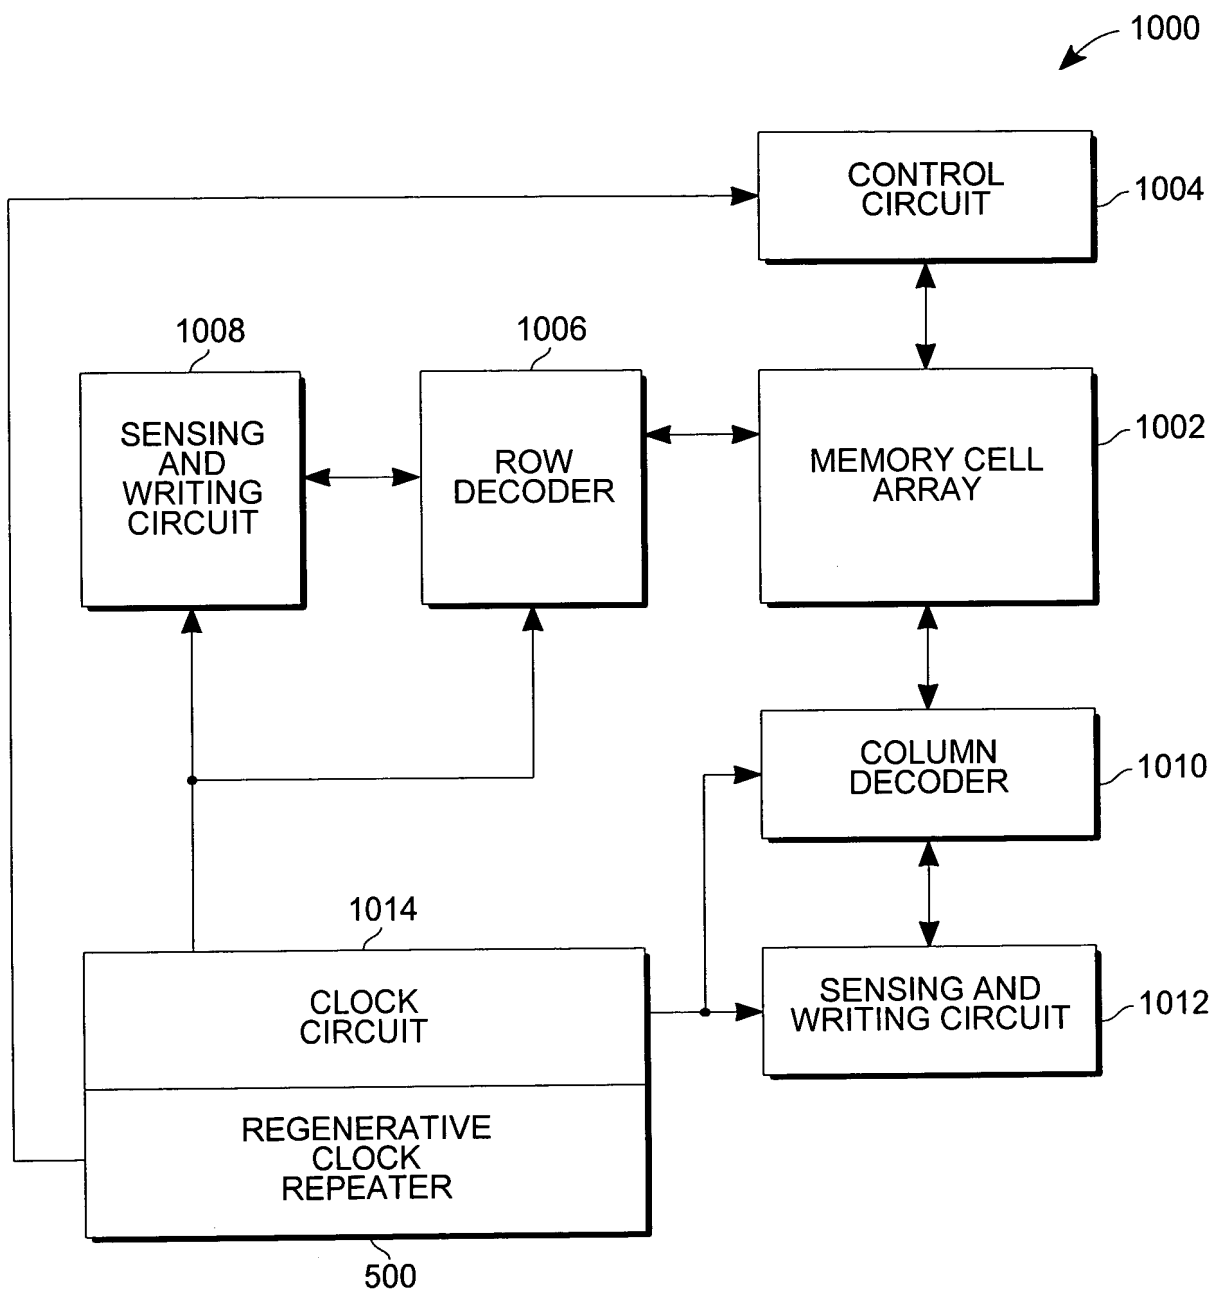 1000
CONTROL
CIRCUIT
1004
1008
1006
SENSING
AND
WRITING
CIRCUIT
ROW
DECODER
MEMORY CELL
ARRAY
1002
COLUMN
DECODER
1010
1014
CLOCK
CIRCUIT
SENSING AND
WRITING CIRCUIT
1012
REGENERATIVE
CLOCK
REPEATER
500